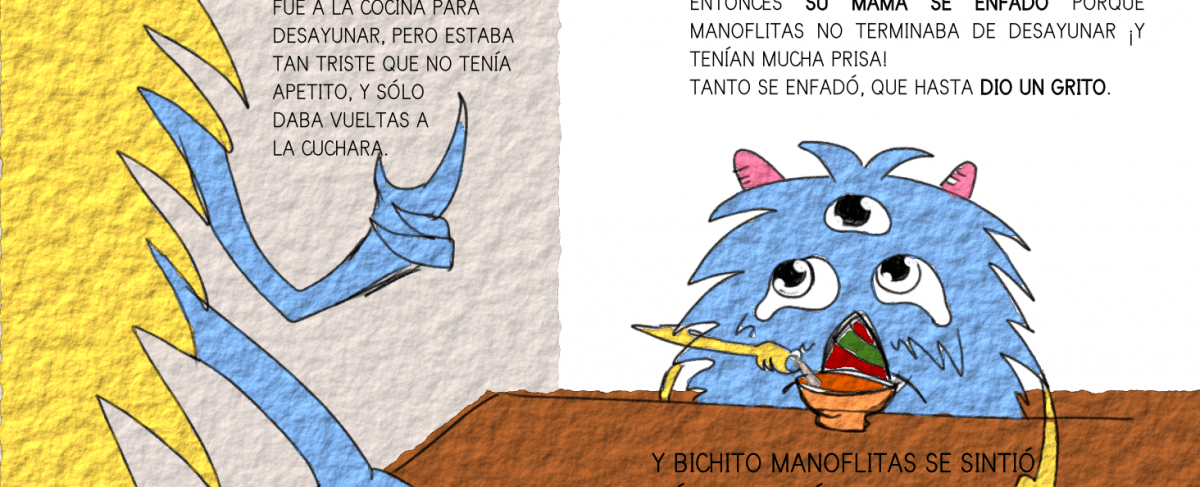 FUE A LA COCINA PARA
DESAYUNAR, PERO ESTABA
TAN TRISTE QUE NO TENÍA
APETITO, Y SÓLO
DABA VUELTAS A
LA CUCHARA.
ENTONCES SU MAMÁ SE ENFADÓ PORQUE
MANOFLITAS NO TERMINABA DE DESAYUNAR ¡Y
TENÍAN MUCHA PRISA!
TANTO SE ENFADÓ, QUE HASTA DIO UN GRITO.
Y BICHITO MANOFLITAS SE SINTIÓ